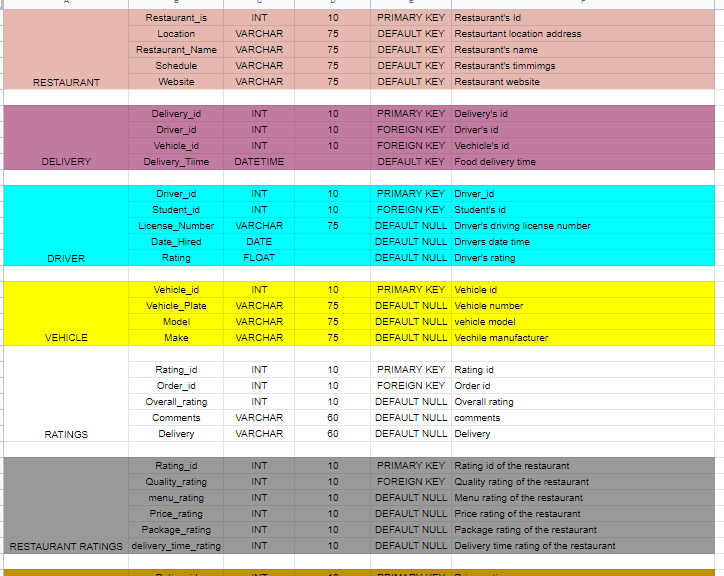 A B C D E F
Restaurant_is INT 10 PRIMARY KEY Restaurant's Id
Location VARCHAR 75 DEFAULT KEY Restaurtant location address
Restaurant_Name VARCHAR 75 DEFAULT KEY Restaurant's name
Schedule VARCHAR 75 DEFAULT KEY Restaurant's timmimgs
RESTAURANT Website VARCHAR 75 DEFAULT KEY Restaurant website
Delivery_id INT 10 PRIMARY KEY Delivery's id
Driver_id INT 10 FOREIGN KEY Driver's id
Vehicle_id INT 10 FOREIGN KEY Vechicle's id
DELIVERY Delivery_Tiime DATETIME DEFAULT KEY Food delivery time
Driver_id INT 10 PRIMARY KEY Driver_id
Student_id INT 10 FOREIGN KEY Student's id
License_Number VARCHAR 75 DEFAULT NULL Driver's driving license number
Date_Hired DATE DEFAULT NULL Drivers date time
DRIVER Rating FLOAT DEFAULT NULL Driver's rating
Vehicle_id INT 10 PRIMARY KEY Vehicle id
Vehicle_Plate VARCHAR 75 DEFAULT NULL Vehicle number
Model VARCHAR 75 DEFAULT NULL vehicle model
VEHICLE Make VARCHAR 75 DEFAULT NULL Vechile manufacturer
Rating_id INT 10 PRIMARY KEY Rating id
Order_id INT 10 FOREIGN KEY Order id
Overall_rating INT 10 DEFAULT NULL Overall rating
Comments VARCHAR 60 DEFAULT NULL comments
RATINGS Delivery VARCHAR 60 DEFAULT NULL Delivery
Rating_id INT 10 PRIMARY KEY Rating id of the restaurant
Quality_rating INT 10 FOREIGN KEY Quality rating of the restaurant
menu_rating INT 10 DEFAULT NULL Menu rating of the restaurant
Price_rating INT 10 DEFAULT NULL Price rating of the restaurant
Package_rating INT 10 DEFAULT NULL Package rating of the restaurant
RESTAURANT RATINGS delivery_time_rating INT 10 DEFAULT NULL Delivery time rating of the restaurant